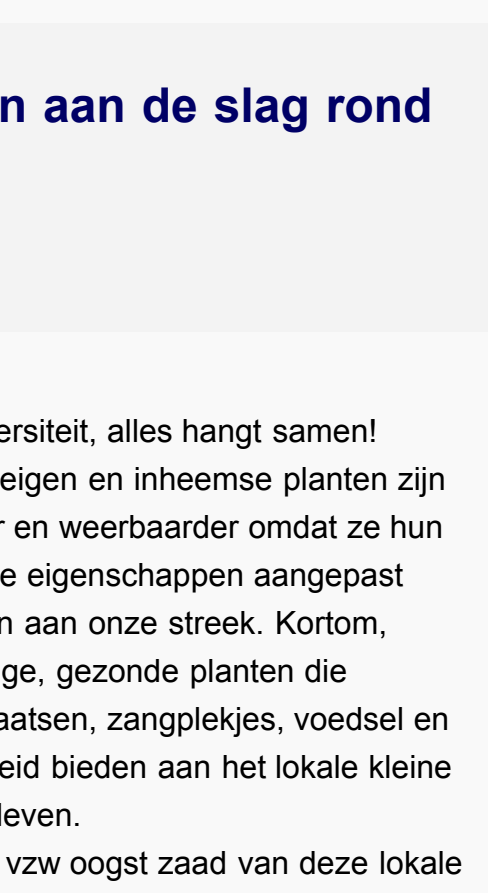 n aan de slag rond
ersiteit, alles hangt samen!
eigen en inheemse planten zijn
r en weerbaarder omdat ze hun
e eigenschappen aangepast
n aan onze streek. Kortom,
ge, gezonde planten die
aatsen, zangplekjes, voedsel en
eid bieden aan het lokale kleine
leven.
vzw oogst zaad van deze lokale